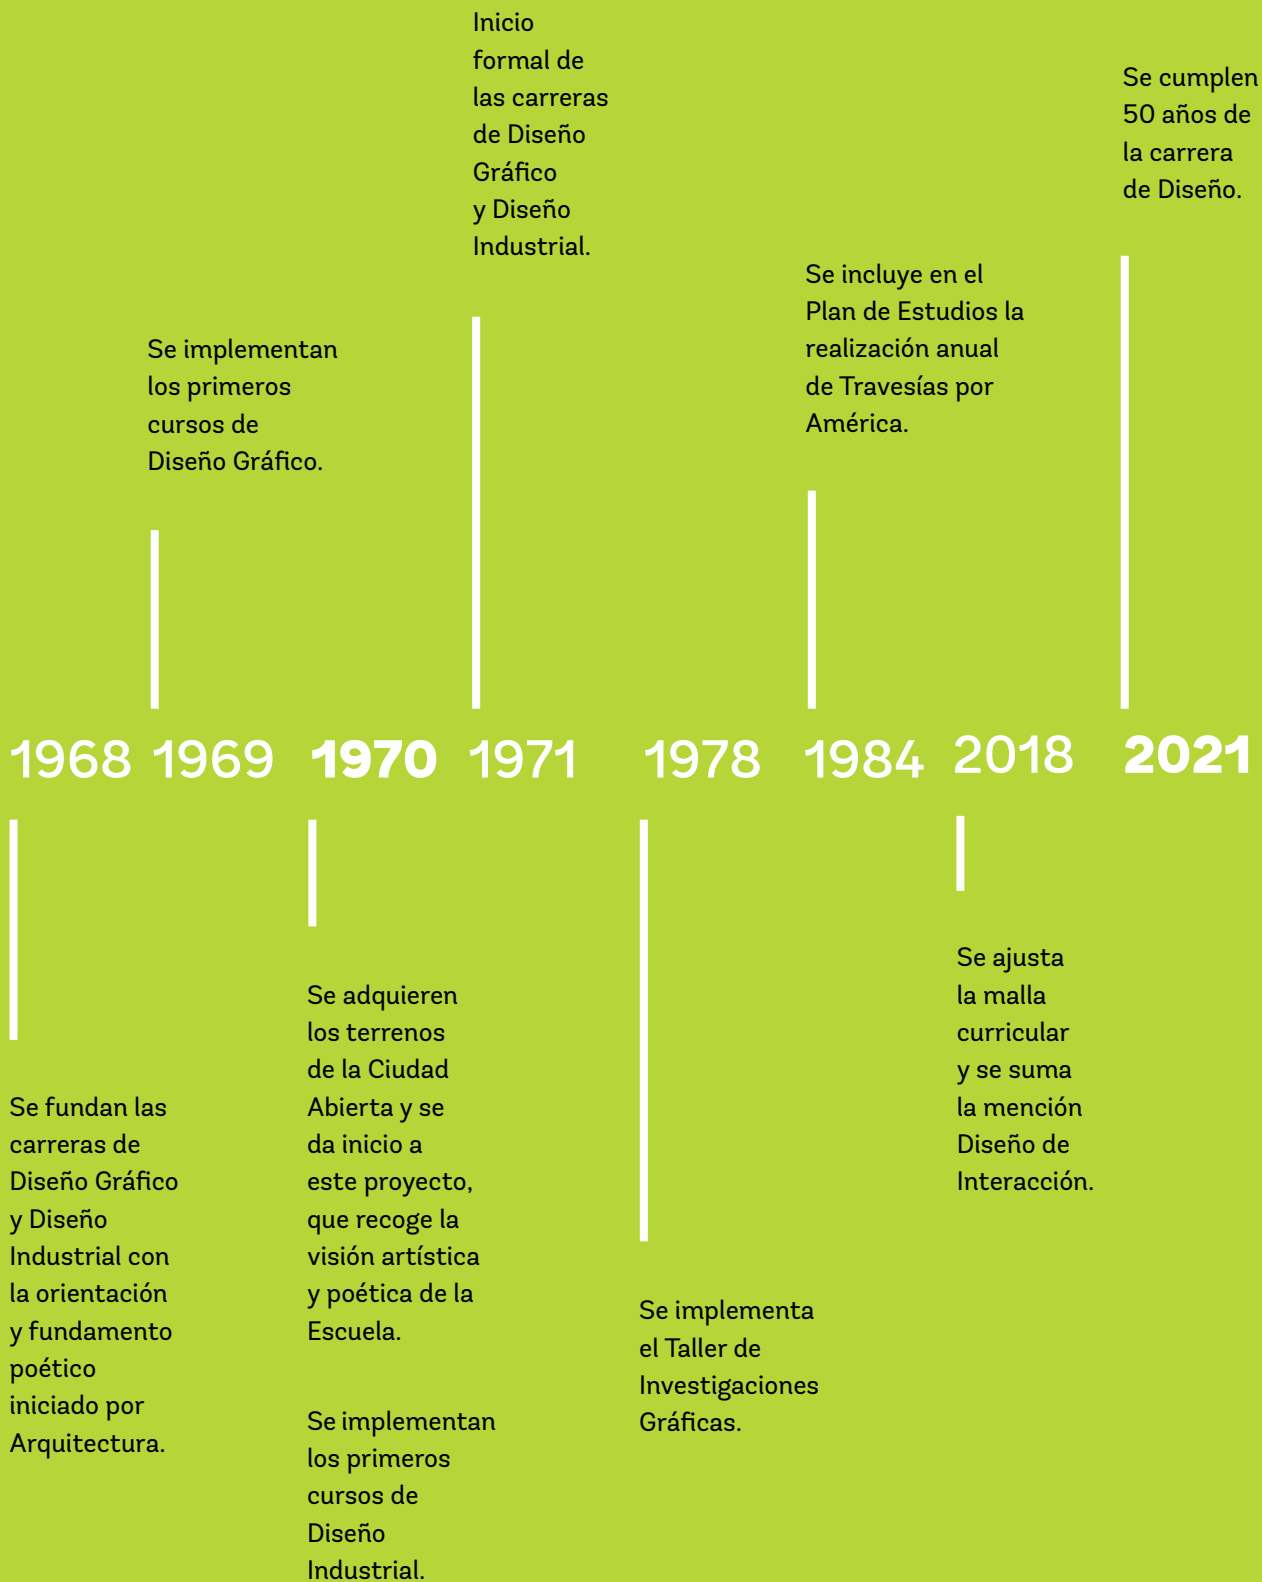 Inicio
formal de
las carreras
de Diseño
Gráfico
y Diseño
Industrial.
Se cumplen
50 años de
la carrera
de Diseño.
Se incluye en el
Plan de Estudios la
realización anual
de Travesías por
América.
Se implementan
los primeros
cursos de
Diseño Gráfico.
1968 1969 1970 1971 1978 1984 2018 2021
Se fundan las
carreras de
Diseño Gráfico
y Diseño
Industrial con
la orientación
y fundamento
poético
iniciado por
Arquitectura.
Se adquieren
los terrenos
de la Ciudad
Abierta y se
da inicio a
este proyecto,
que recoge la
visión artística
y poética de la
Escuela.
Se implementan
los primeros
cursos de
Diseño
Industrial.
Se implementa
el Taller de
Investigaciones
Gráficas.
Se ajusta
la malla
curricular
y se suma
la mención
Diseño de
Interacción.